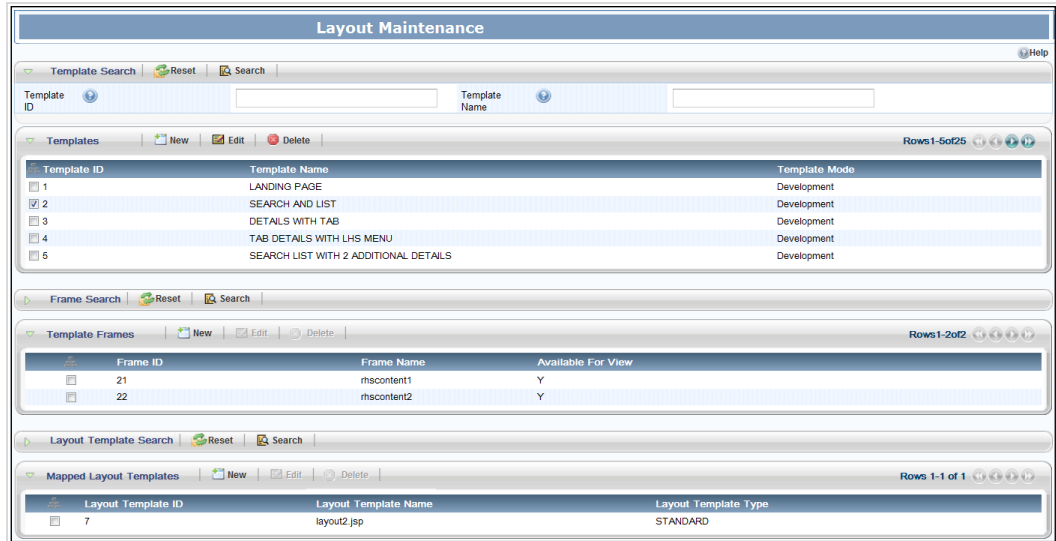 Layout Maintenance
Help
Template Search Reset Search
Template ID Template Name
Templates New Edit Delete Rows1-5of25
Template ID Template Name Template Mode
1 LANDING PAGE Development
2 SEARCH AND LIST Development
3 DETAILS WITH TAB Development
4 TAB DETAILS WITH LHS MENU Development
5 SEARCH LIST WITH 2 ADDITIONAL DETAILS Development
Frame Search Reset Search
Template Frames New Edit Delete Rows1-2of2
Frame ID Frame Name Available For View
21 rhscontent1 Y
22 rhscontent2 Y
Layout Template Search Reset Search
Mapped Layout Templates New Edit Delete Rows 1-1 of 1
Layout Template ID Layout Template Name Layout Template Type
7 layout2.jsp STANDARD